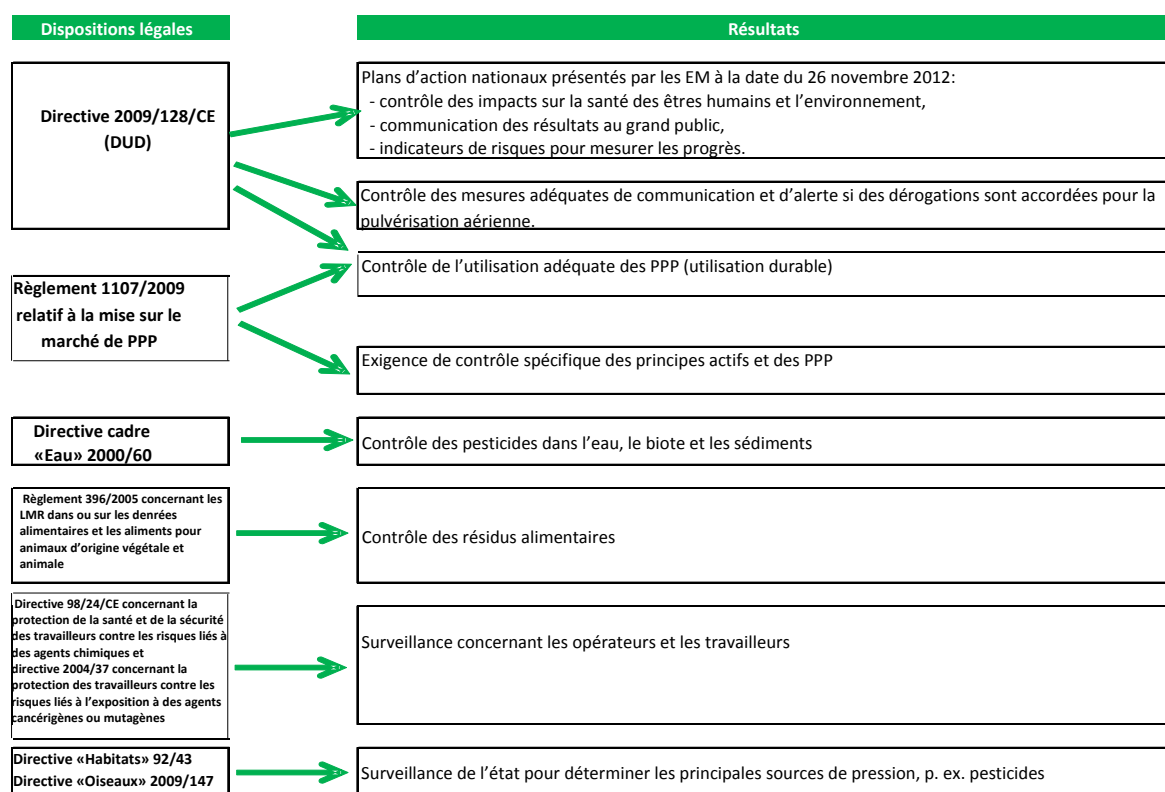 Dispositions légales
Résultats
Directive 2009/128/CE
(DUD)
Plans d’action nationaux présentés par les EM à la date du 26 novembre 2012:
- contrôle des impacts sur la santé des êtres humains et l’environnement,
- communication des résultats au grand public,
- indicateurs de risques pour mesurer les progrès.
Contrôle des mesures adéquates de communication et d’alerte si des dérogations sont accordées pour la
pulvérisation aérienne.
Contrôle de l’utilisation adéquate des PPP (utilisation durable)
Règlement 1107/2009
relatif à la mise sur le
marché de PPP
Exigence de contrôle spécifique des principes actifs et des PPP
Directive cadre
«Eau» 2000/60
Contrôle des pesticides dans l’eau, le biote et les sédiments
Règlement 396/2005 concernant les
LMR dans ou sur les denrées
alimentaires et les aliments pour
animaux d’origine végétale et
animale
Contrôle des résidus alimentaires
Directive 98/24/CE concernant la
protection de la santé et de la sécurité
des travailleurs contre les risques liés à
des agents chimiques et
directive 2004/37 concernant la
protection des travailleurs contre les
risques liés à l’exposition à des agents
cancérigènes ou mutagènes
Surveillance concernant les opérateurs et les travailleurs
Directive «Habitats» 92/43
Directive «Oiseaux» 2009/147
Surveillance de l’état pour déterminer les principales sources de pression, p. ex. pesticides